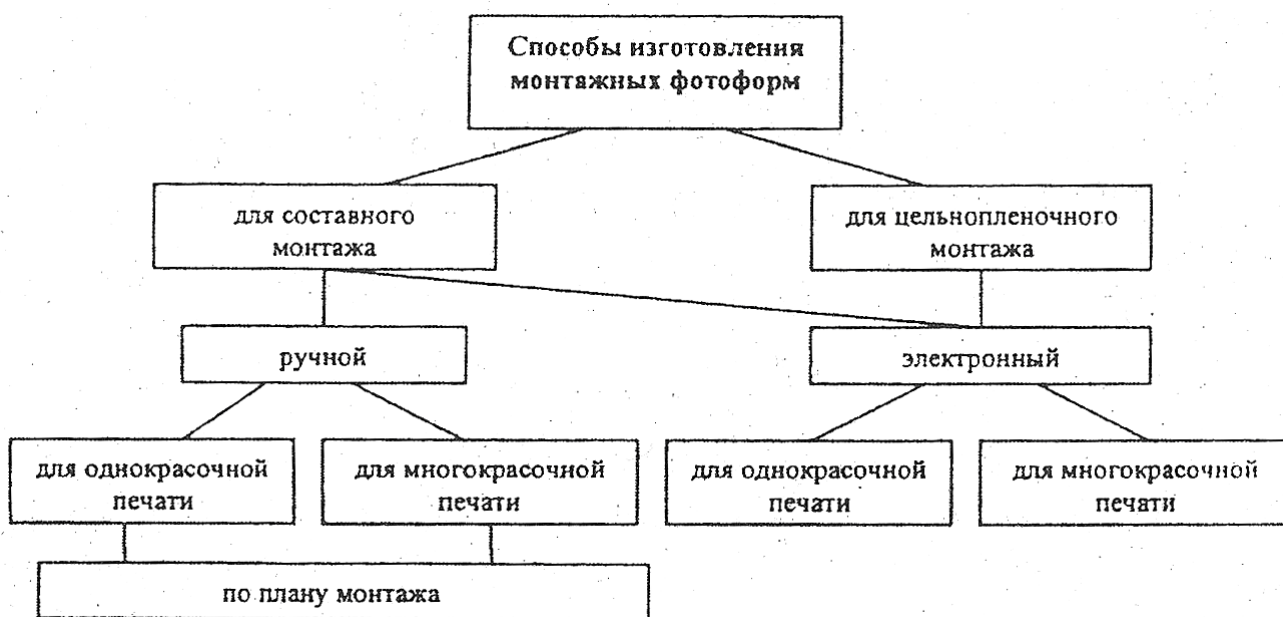 Способы изготовления
монтажных фотоформ
для составного
монтажа
для цельнопленочного
монтажа
ручной
электронный
для однокрасочной
печати
для многокрасочной
печати
для однокрасочной
печати
для многокрасочной
печати
по плану монтажа